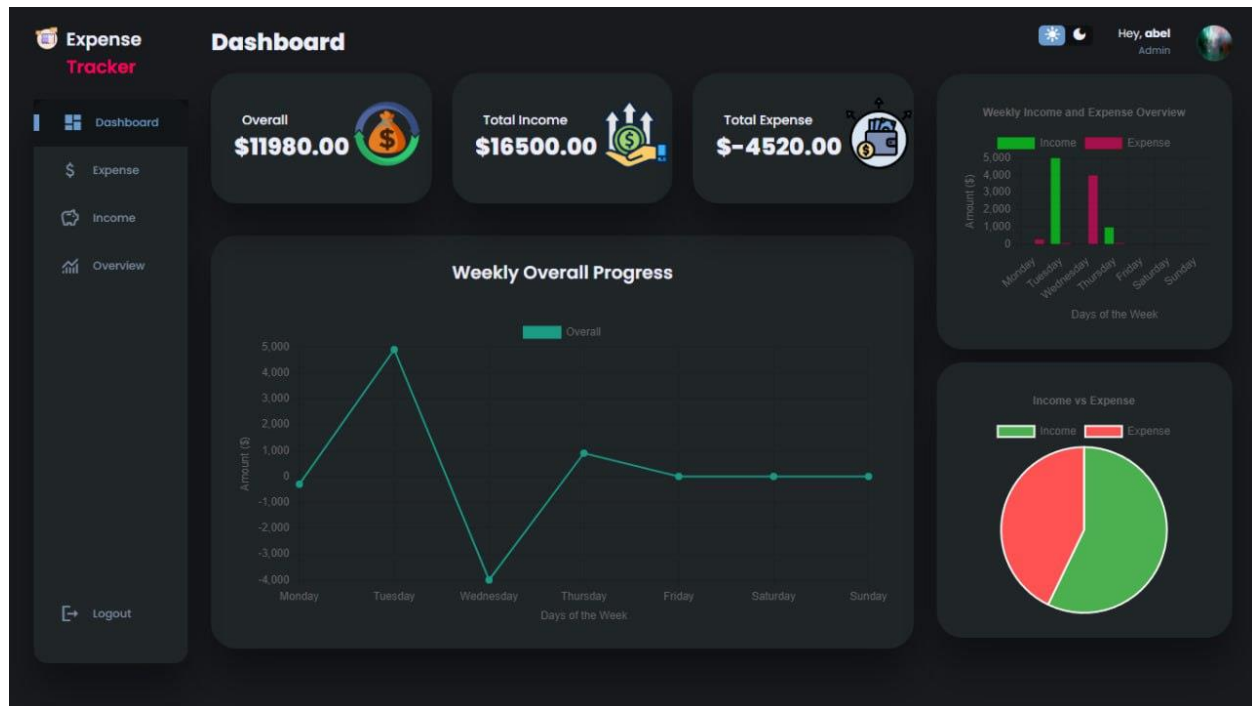 Expense
Tracker
Dashboard
Expense
Income
Overview
Logout
Dashboard
Hey, abel
Admin
Overall
$11980.00
Total Income
$16500.00
Total Expense
$-4520.00
Weekly Overall Progress
Overall
Amount ($)
5,000
4,000
3,000
2,000
1,000
0
-1,000
-2,000
-3,000
-4,000
Monday Tuesday Wednesday Thursday Friday Saturday Sunday
Days of the Week
Weekly Income and Expense Overview
Income Expense
Amount ($)
5,000
4,000
3,000
2,000
1,000
0
Monday Tuesday Wednesday Thursday Friday Saturday Sunday
Days of the Week
Income vs Expense
Income Expense